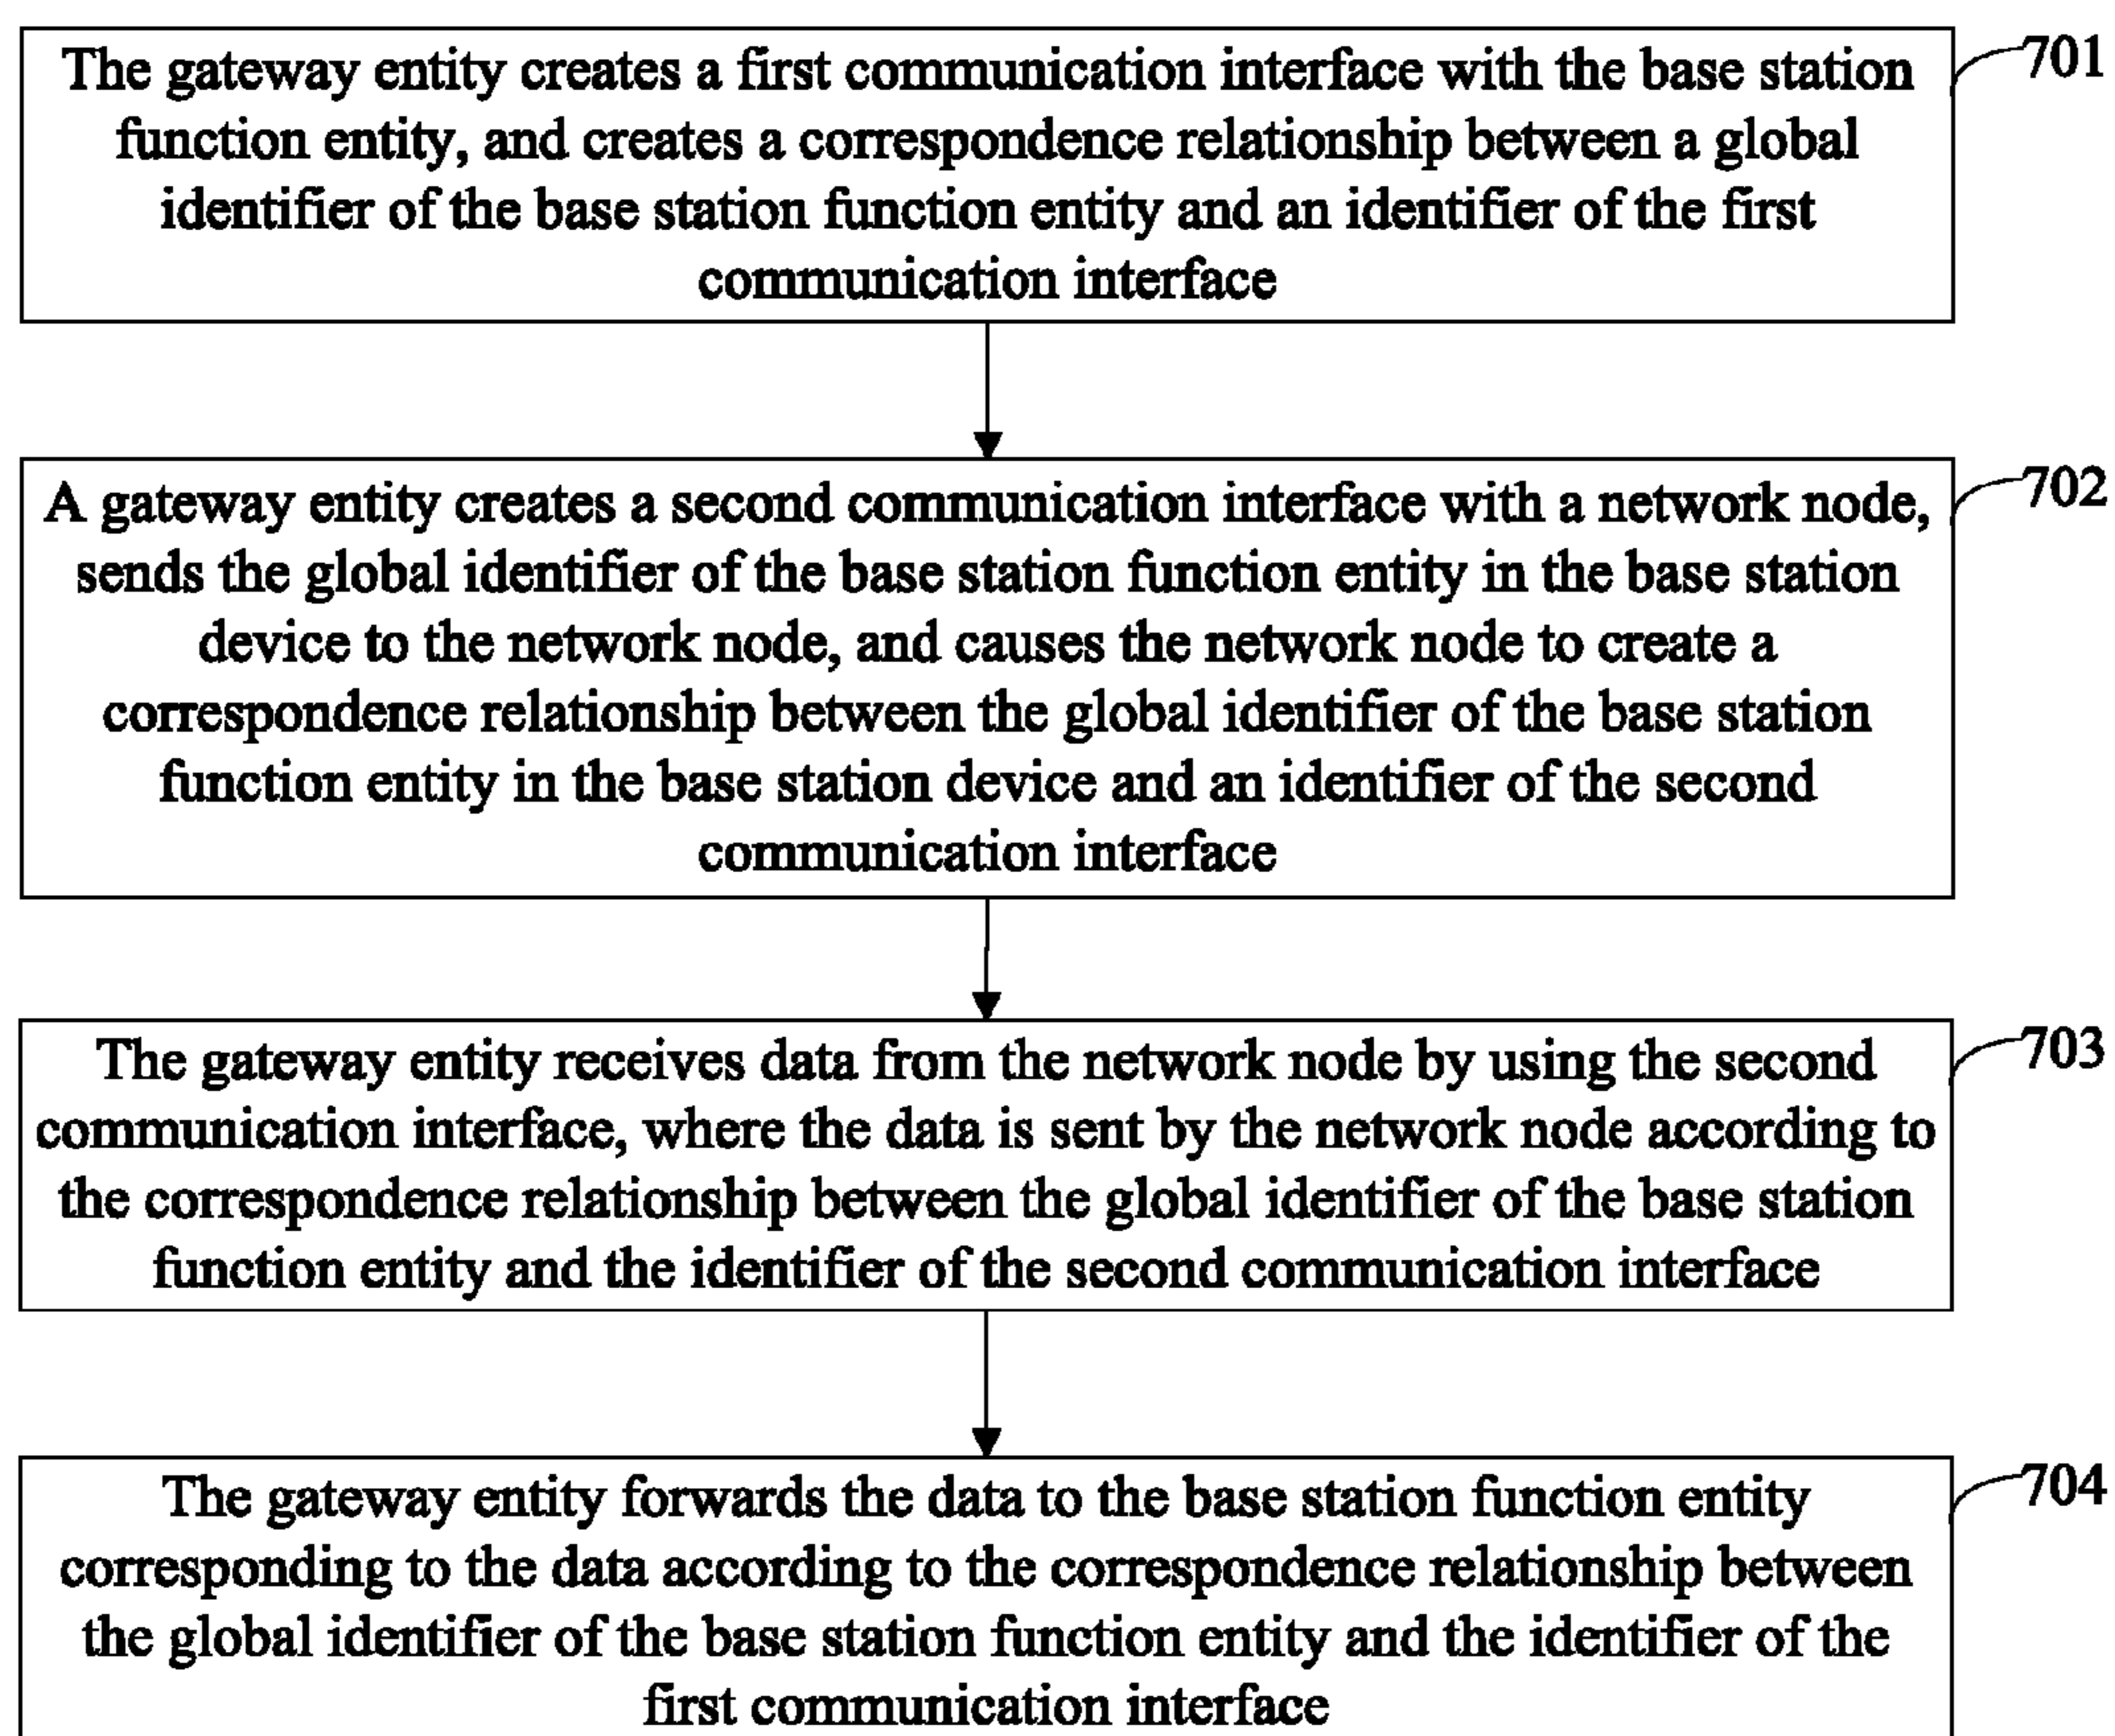 The gateway entity creates a first communication interface with the base station
function entity, and creates a correspondence relationship between a global
identifier of the base station function entity and an identifier of the first
communication interface
701
A gateway entity creates a second communication interface with a network node,
sends the global identifier of the base station function entity in the base station
device to the network node, and causes the network node to create a
correspondence relationship between the global identifier of the base station
function entity in the base station device and an identifier of the second
communication interface
702
The gateway entity receives data from the network node by using the second
communication interface, where the data is sent by the network node according to
the correspondence relationship between the global identifier of the base station
function entity and the identifier of the second communication interface
703
The gateway entity forwards the data to the base station function entity
corresponding to the data according to the correspondence relationship between
the global identifier of the base station function entity and the identifier of the
first communication interface
704